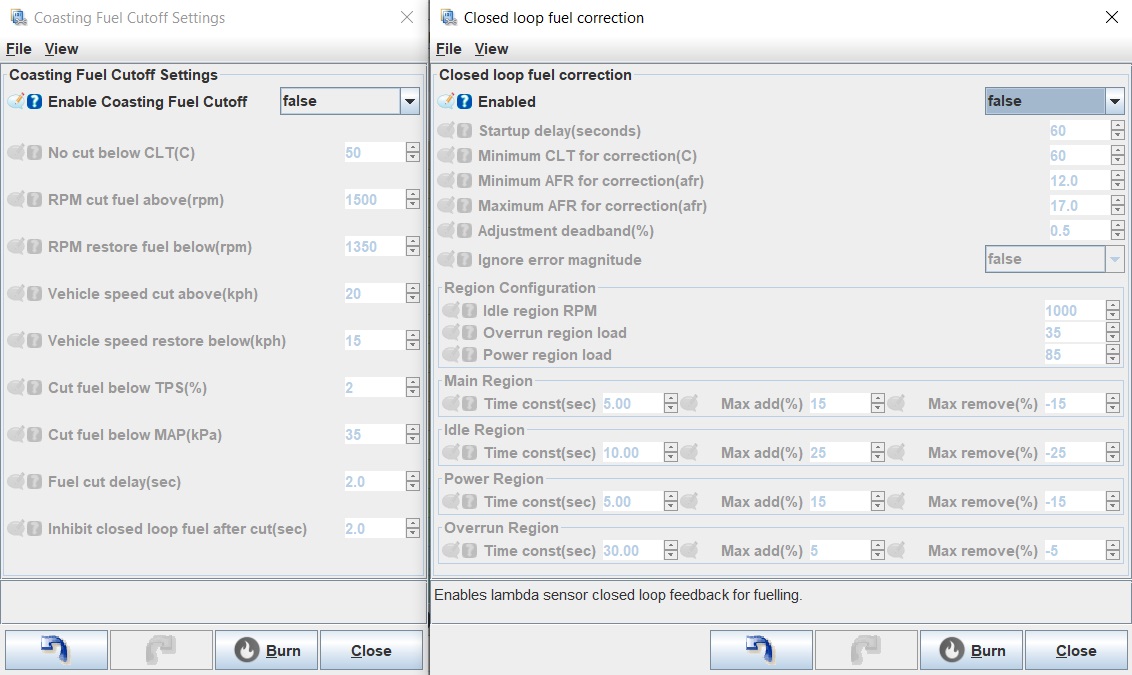 Coasting Fuel Cutoff Settings
File View
Coasting Fuel Cutoff Settings
Enable Coasting Fuel Cutoff false
No cut below CLT(C) 50
RPM cut fuel above(rpm) 1500
RPM restore fuel below(rpm) 1350
Vehicle speed cut above(kph) 20
Vehicle speed restore below(kph) 15
Cut fuel below TPS(%) 2
Cut fuel below MAP(kPa) 35
Fuel cut delay(sec) 2.0
Inhibit closed loop fuel after cut(sec) 2.0
Burn Close
Closed loop fuel correction
File View
Closed loop fuel correction
Enabled false
Startup delay(seconds) 60
Minimum CLT for correction(C) 60
Minimum AFR for correction(afr) 12.0
Maximum AFR for correction(afr) 17.0
Adjustment deadband(%) 0.5
Ignore error magnitude false
Region Configuration
Idle region RPM 1000
Overrun region load 35
Power region load 85
Main Region
Time const(sec) 5.00 Max add(%) 15 Max remove(%) -15
Idle Region
Time const(sec) 10.00 Max add(%) 25 Max remove(%) -25
Power Region
Time const(sec) 5.00 Max add(%) 15 Max remove(%) -15
Overrun Region
Time const(sec) 30.00 Max add(%) 5 Max remove(%) -5
Enables lambda sensor closed loop feedback for fuelling.
Burn Close